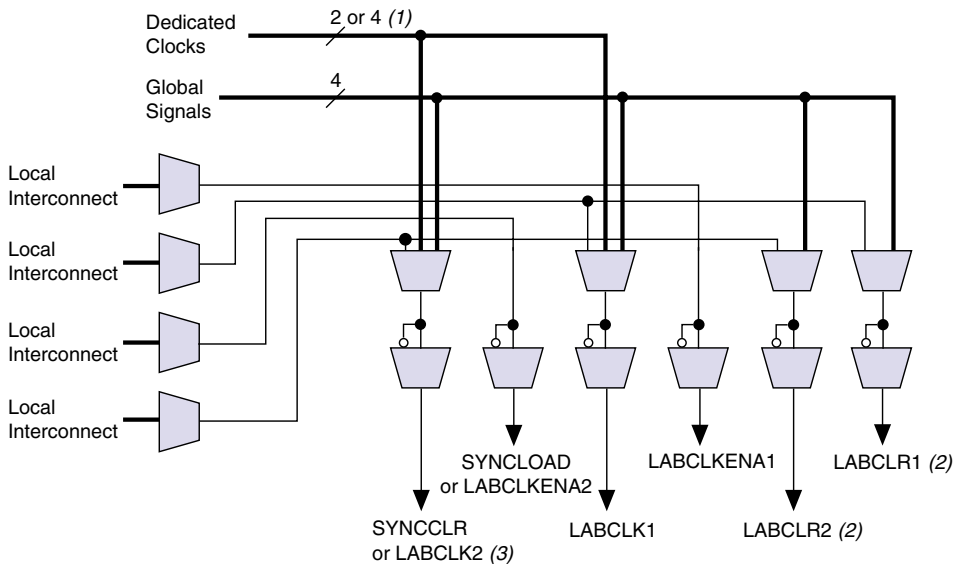 Dedicated
Clocks
2 or 4 (1)
Global
Signals
4
Local
Interconnect
Local
Interconnect
Local
Interconnect
Local
Interconnect
SYNCLOAD
or LABCLKENA2
LABCLKENA1
LABCLR1 (2)
SYNCCLR
or LABCLK2 (3)
LABCLK1
LABCLR2 (2)